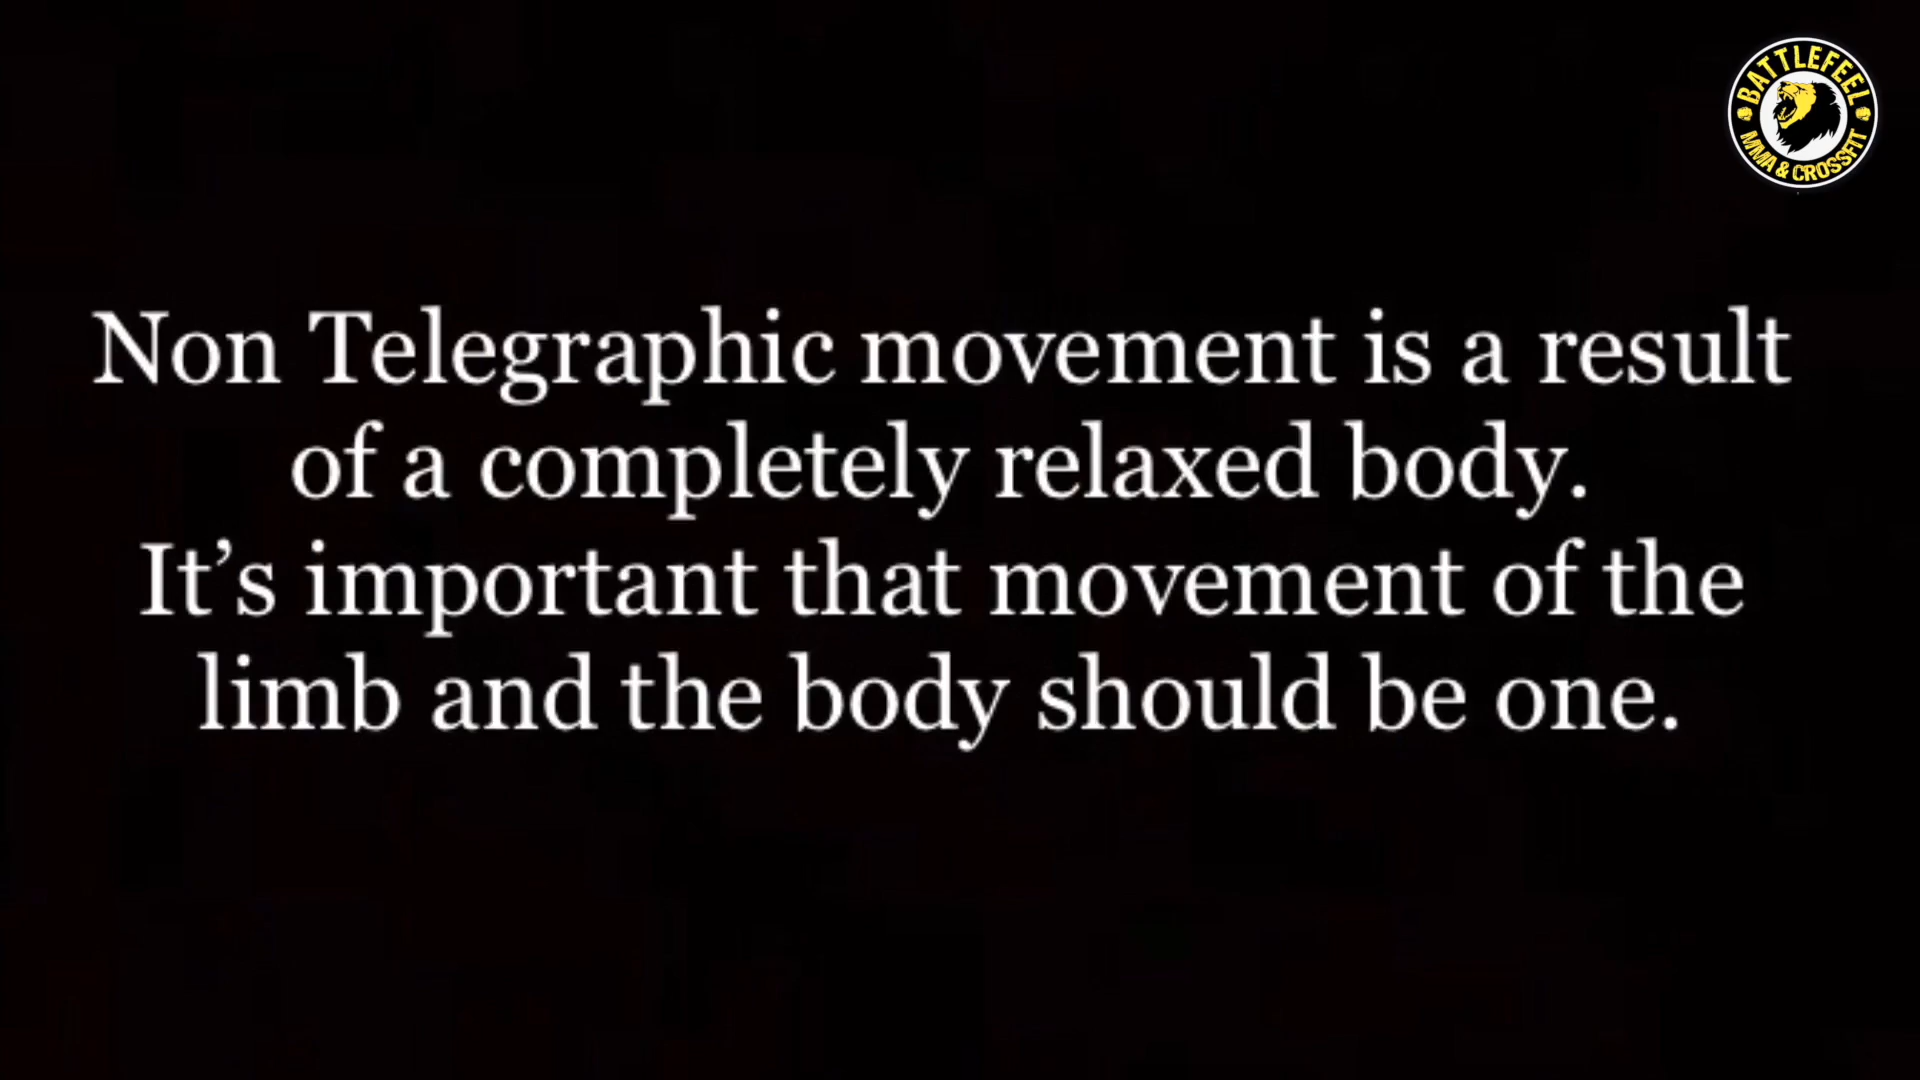 BATTLEFEEL
MMA & CROSSFIT
Non Telegraphic movement is a result
of a completely relaxed body.
It’s important that movement of the
limb and the body should be one.